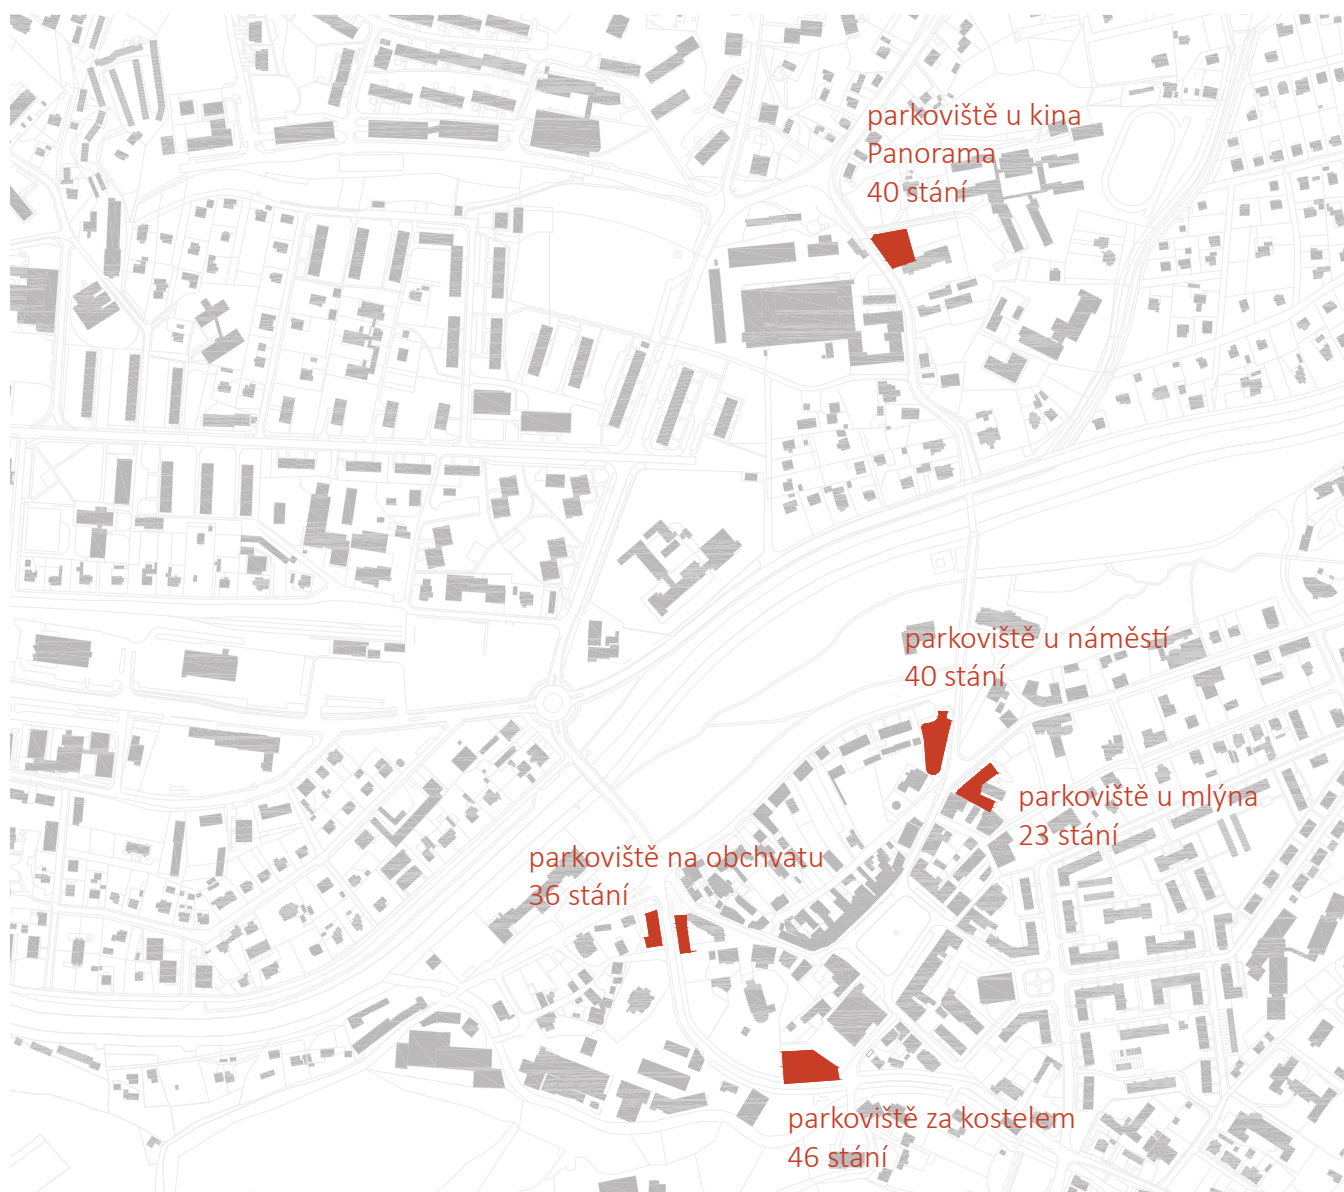 parkoviště u kina
Panorama
40 stání
parkoviště u náměstí
40 stání
parkoviště u mlýna
23 stání
parkoviště na obchvatu
36 stání
parkoviště za kostelem
46 stání